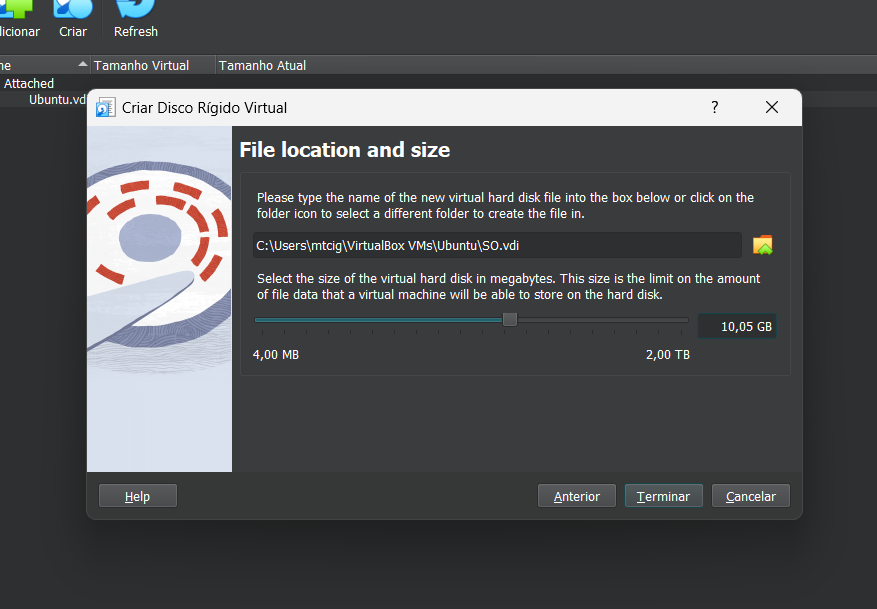 Criar
Refresh
Tamanho Virtual
Tamanho Atual
Attached
Ubuntu.vd
Criar Disco Rígido Virtual
?
File location and size
Please type the name of the new virtual hard disk file into the box below or click on the
folder icon to select a different folder to create the file in.
C:\Users\mtcig\VirtualBox VMs\Ubuntu\SO.vdi
Select the size of the virtual hard disk in megabytes. This size is the limit on the amount
of file data that a virtual machine will be able to store on the hard disk.
10,05 GB
4,00 MB
2,00 TB
Help
Anterior
Terminar
Cancelar